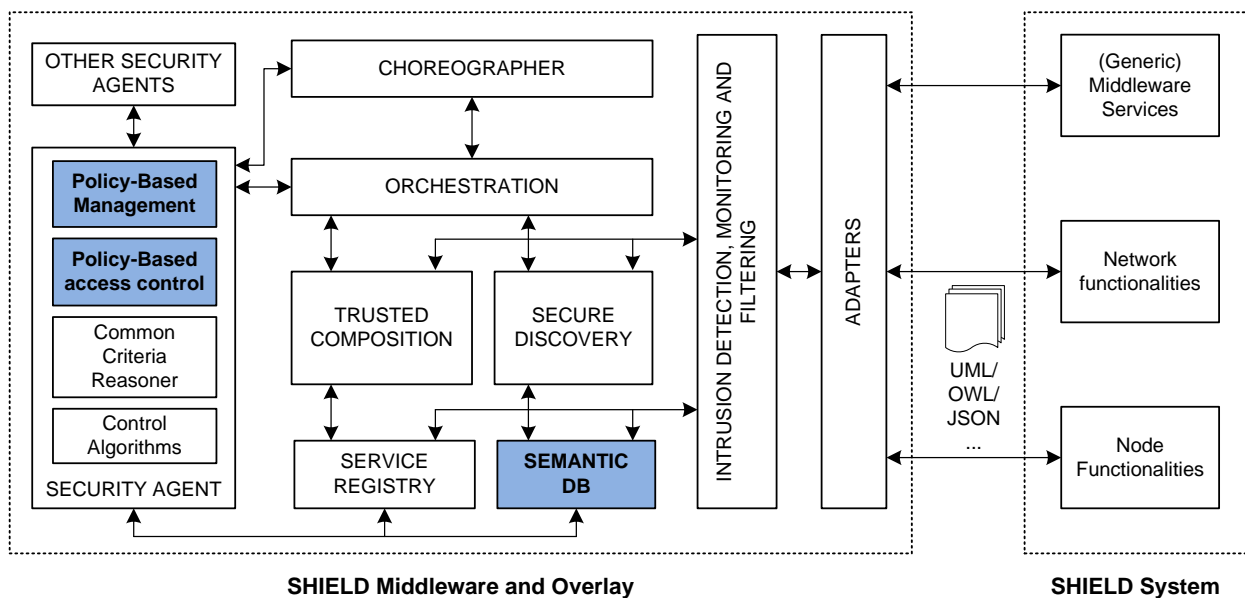 OTHER SECURITY
AGENTS
CHOREOGRAPHER
Policy-Based
Management
ORCHESTRATION
Policy-Based
access control
Common
Criteria
Reasoner
Control
Algorithms
SECURITY AGENT
TRUSTED
COMPOSITION
SECURE
DISCOVERY
SERVICE
REGISTRY
SEMANTIC
DB
INTRUSION DETECTION, MONITORING AND
FILTERING
ADAPTERS
UML/
OWL/
JSON
...
(Generic)
Middleware
Services
Network
functionalities
Node
Functionalities
SHIELD Middleware and Overlay
SHIELD System